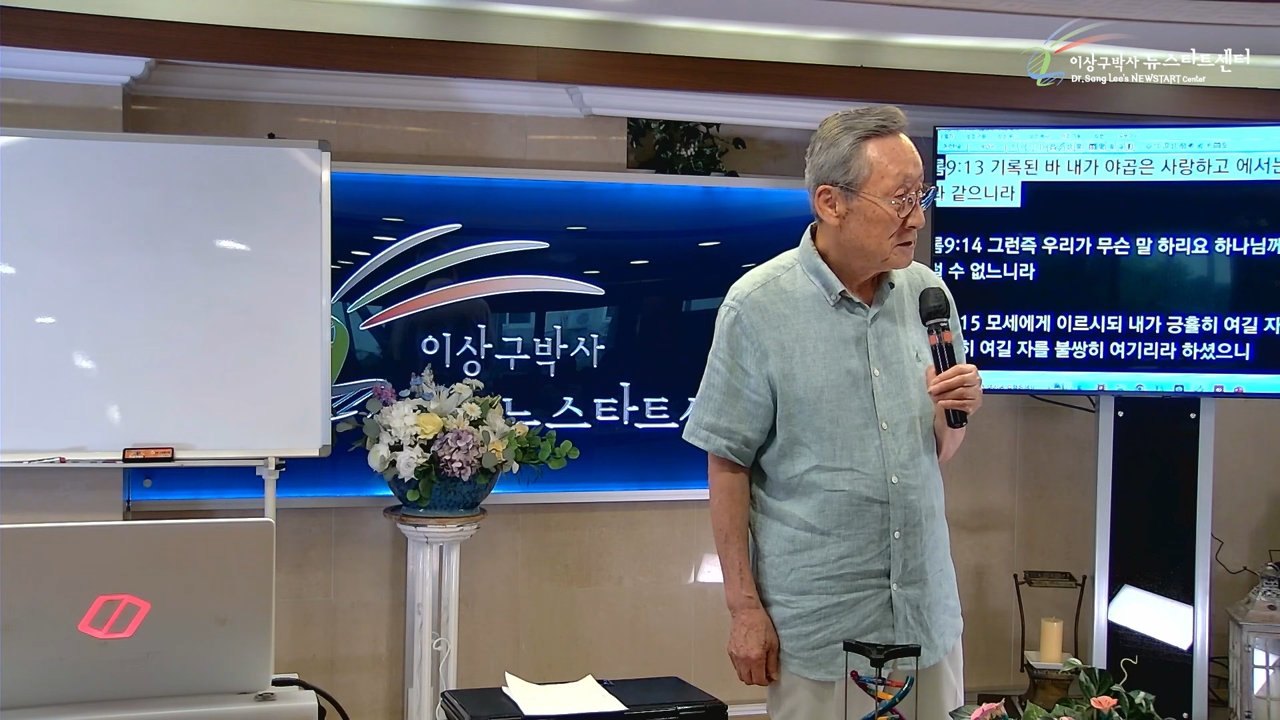 이상구박사 뉴스타트센터
Dr. Sang Lee's NEWSTART Center
롬9:13 기록된 바 내가 야곱은 사랑하고 에서는
같으니라
롬9:14 그런즉 우리가 무슨 말 하리요 하나님께
수 없느니라
15 모세에게 이르시되 내가 긍휼히 여길 자
히 여길 자를 불쌍히 여기리라 하셨으니
이상구박사
뉴스타트